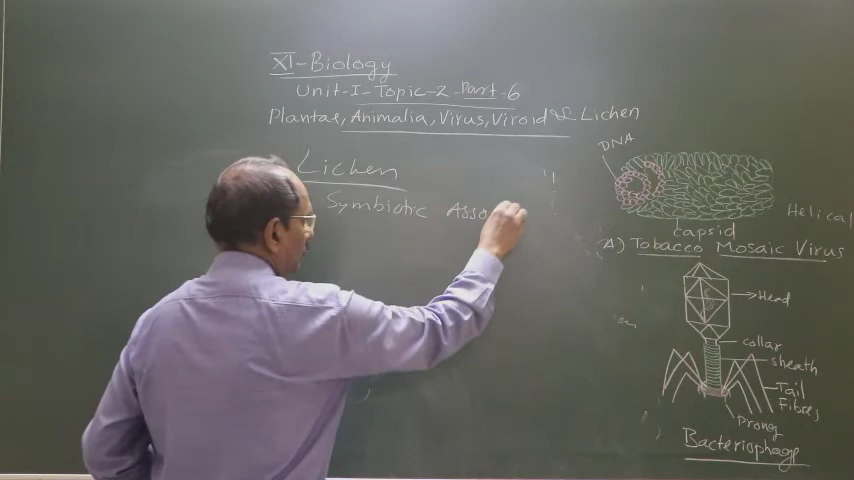 XI-Biology
Unit-I-Topic-2-Part-6
Plantae, Animalia, Virus, Viroid & Lichen
Lichen
Symbiotic Asso
DNA
Helical
Capsid
A) Tobacco Mosaic Virus
Head
collar
sheath
Tail
Fibres
Prong
Bacteriophage